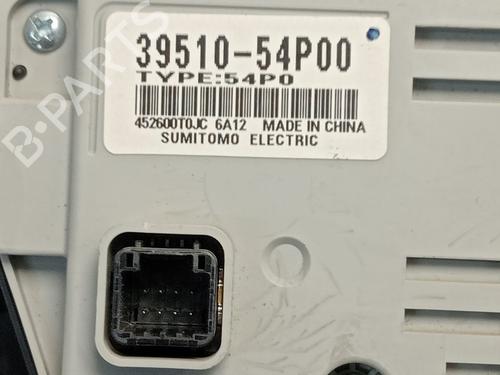 39510-54P00
TYPE:54P0
452600T0JC 6A12 MADE IN CHINA
SUMITOMO ELECTRIC
B-PARTS